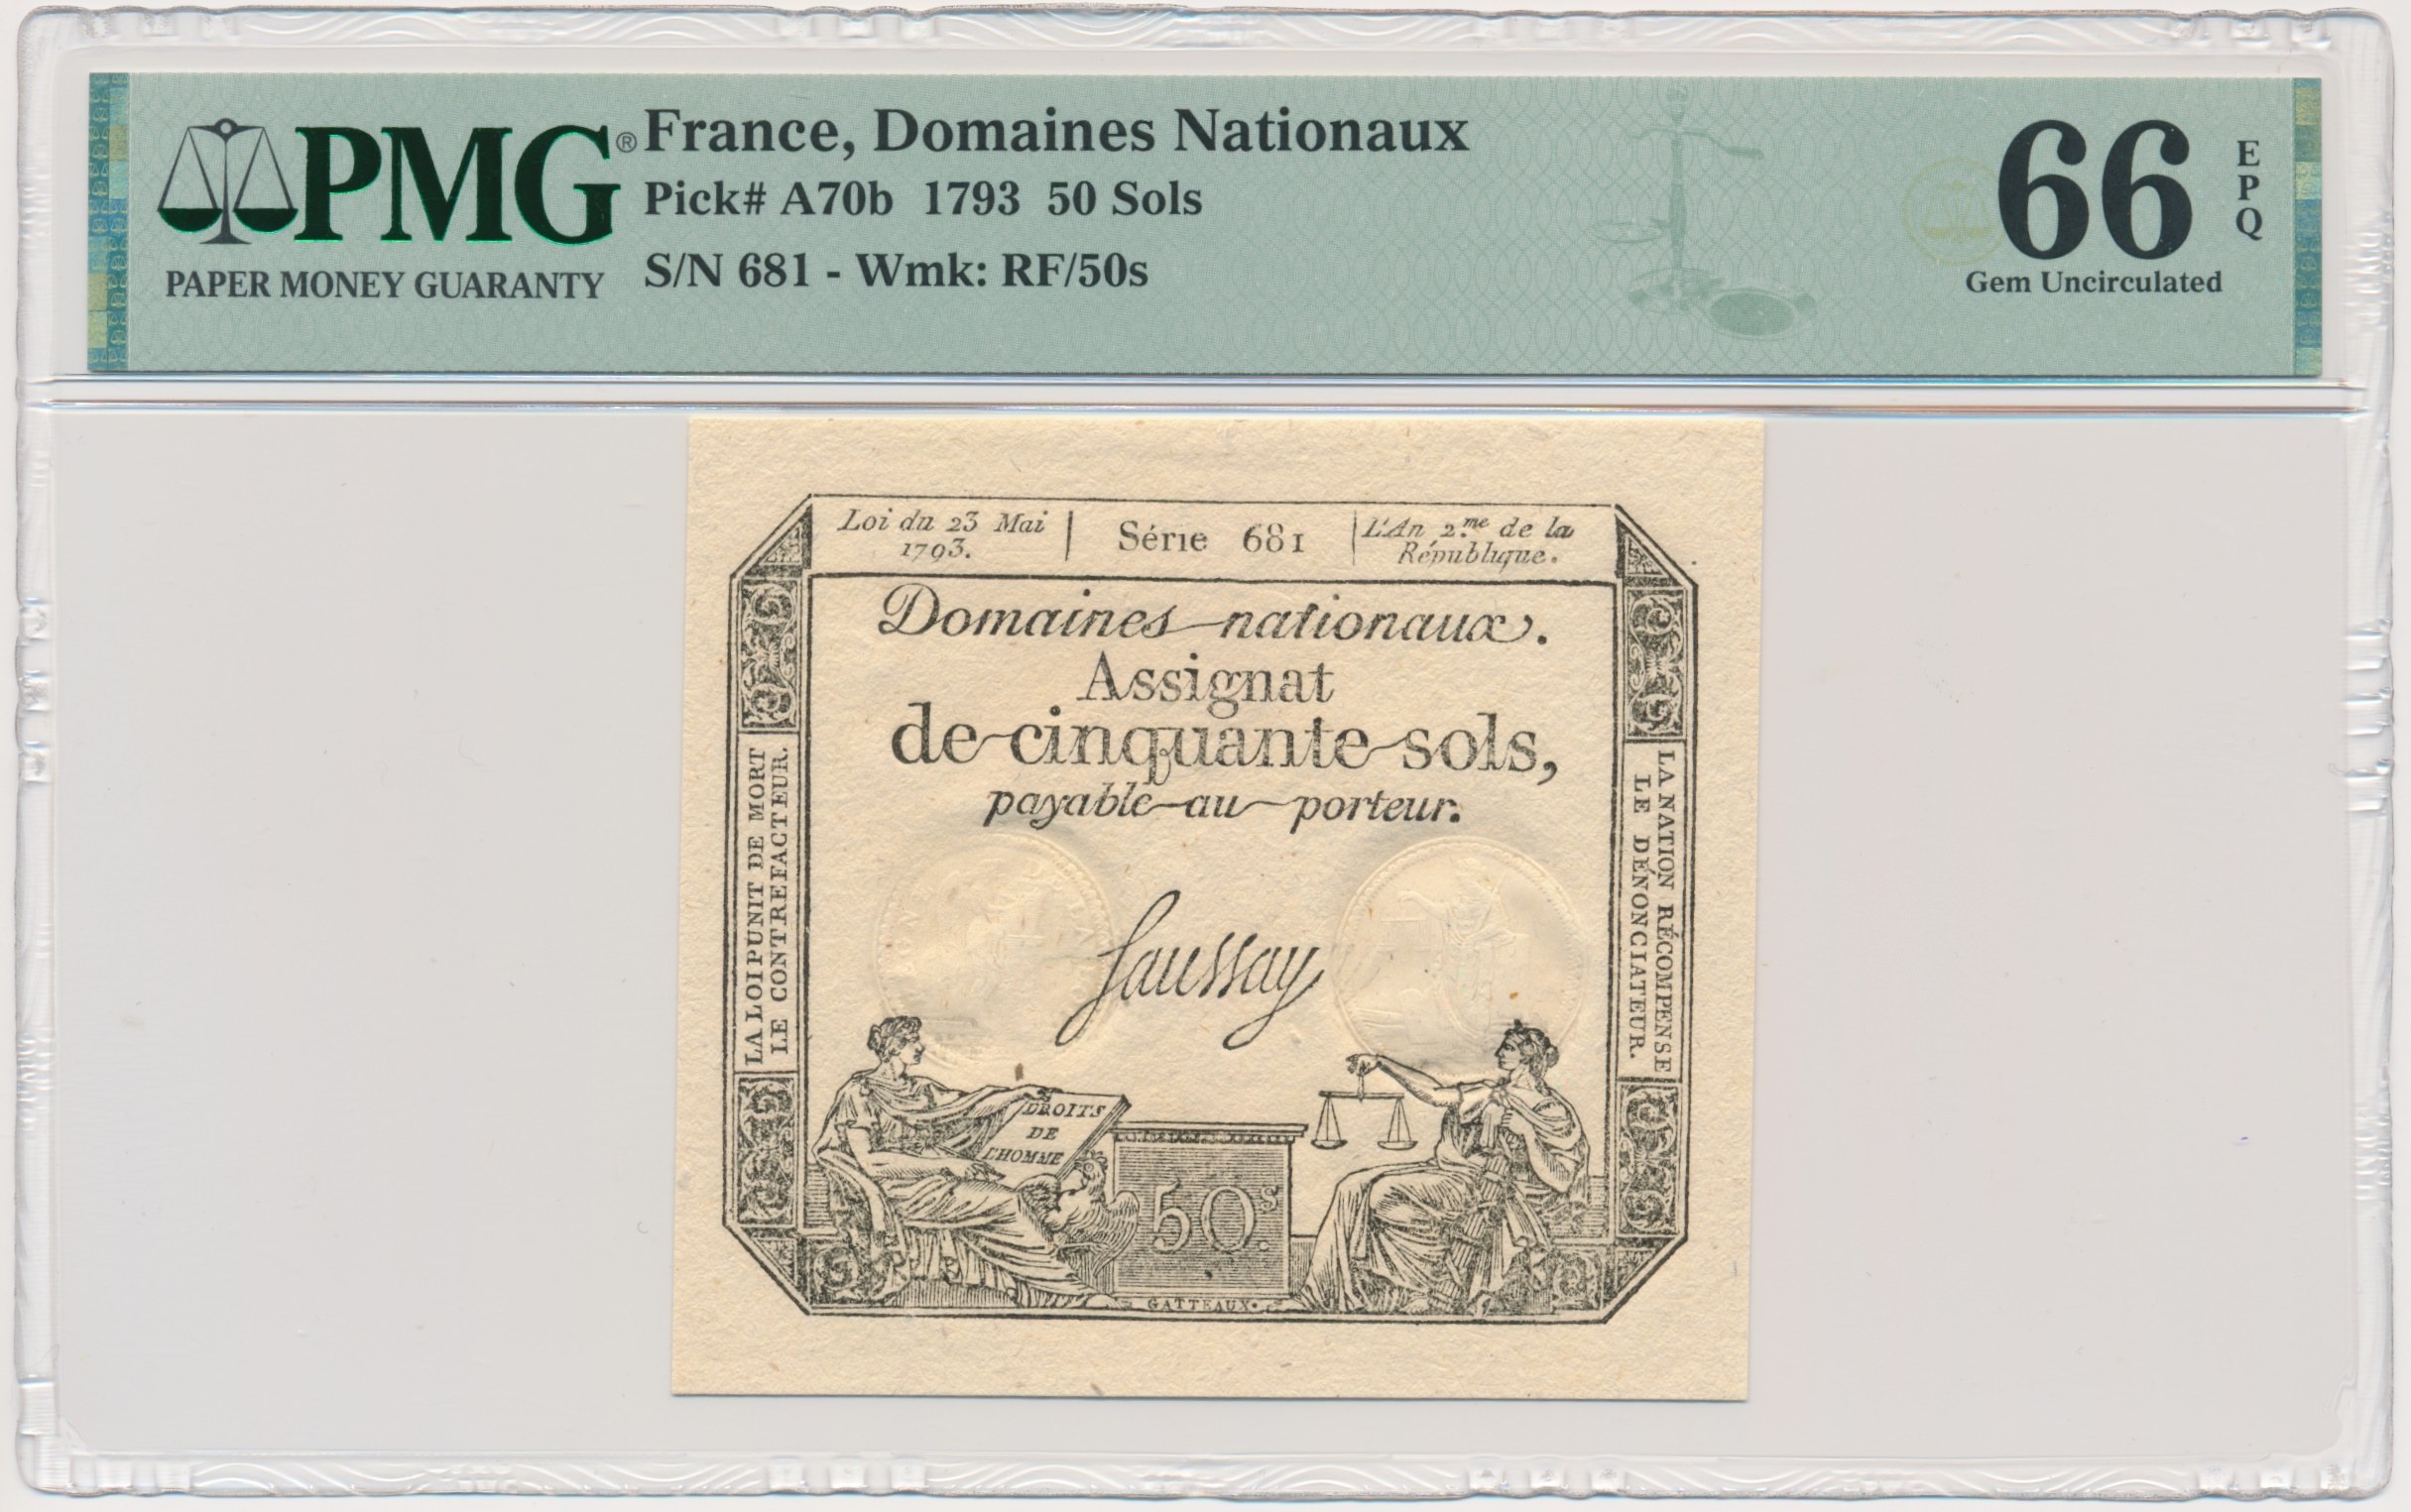 PMG®
PAPER MONEY GUARANTY
France, Domaines Nationaux
Pick# A70b 1793 50 Sols
S/N 681 - Wmk: RF/50s
66
EPQ
Gem Uncirculated
Loi du 23 Mai
1793.
Série 681
L'An 2.me de la
République.
Domaines nationaux.
Assignat
de cinquante sols,
payable au porteur.
LA LOI PUNIT DE MORT
LE CONTREFACTEUR.
LA NATION RÉCOMPENSE
LE DÉNONCIATEUR.
Saussay
DROITS
DE
L'HOMME
50s.
GATTEAUX.